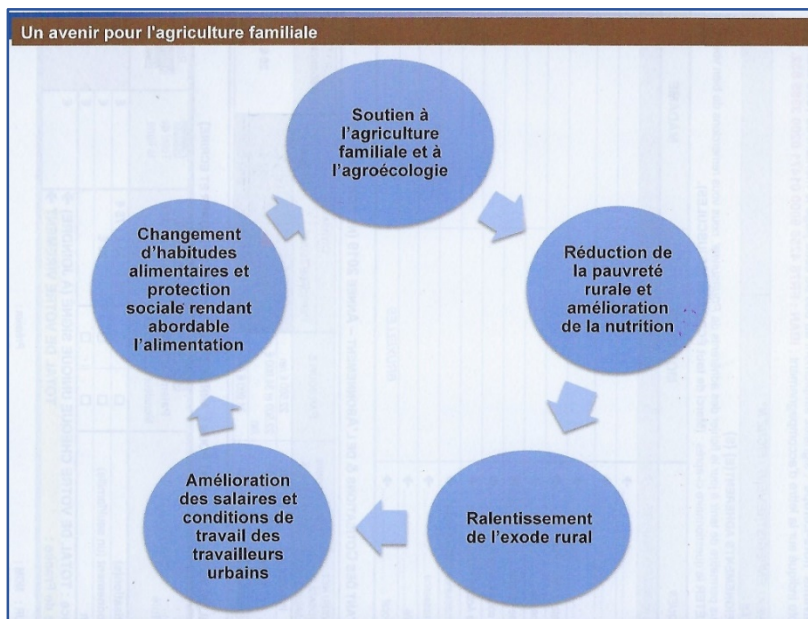 Un avenir pour l'agriculture familiale
Soutien à
l'agriculture
familiale et à
l'agroécologie
Réduction de
la pauvreté
rurale et
amélioration
de la nutrition
Ralentissement
de l'exode rural
Amélioration
des salaires et
conditions de
travail des
travailleurs
urbains
Changement
d'habitudes
alimentaires et
protection
sociale rendant
abordable
l'alimentation